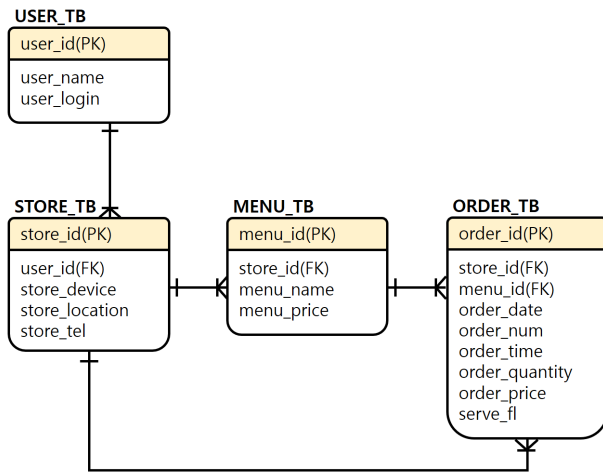 USER_TB
user_id(PK)
user_name
user_login
STORE_TB
store_id(PK)
user_id(FK)
store_device
store_location
store_tel
MENU_TB
menu_id(PK)
store_id(FK)
menu_name
menu_price
ORDER_TB
order_id(PK)
store_id(FK)
menu_id(FK)
order_date
order_num
order_time
order_quantity
order_price
serve_fl